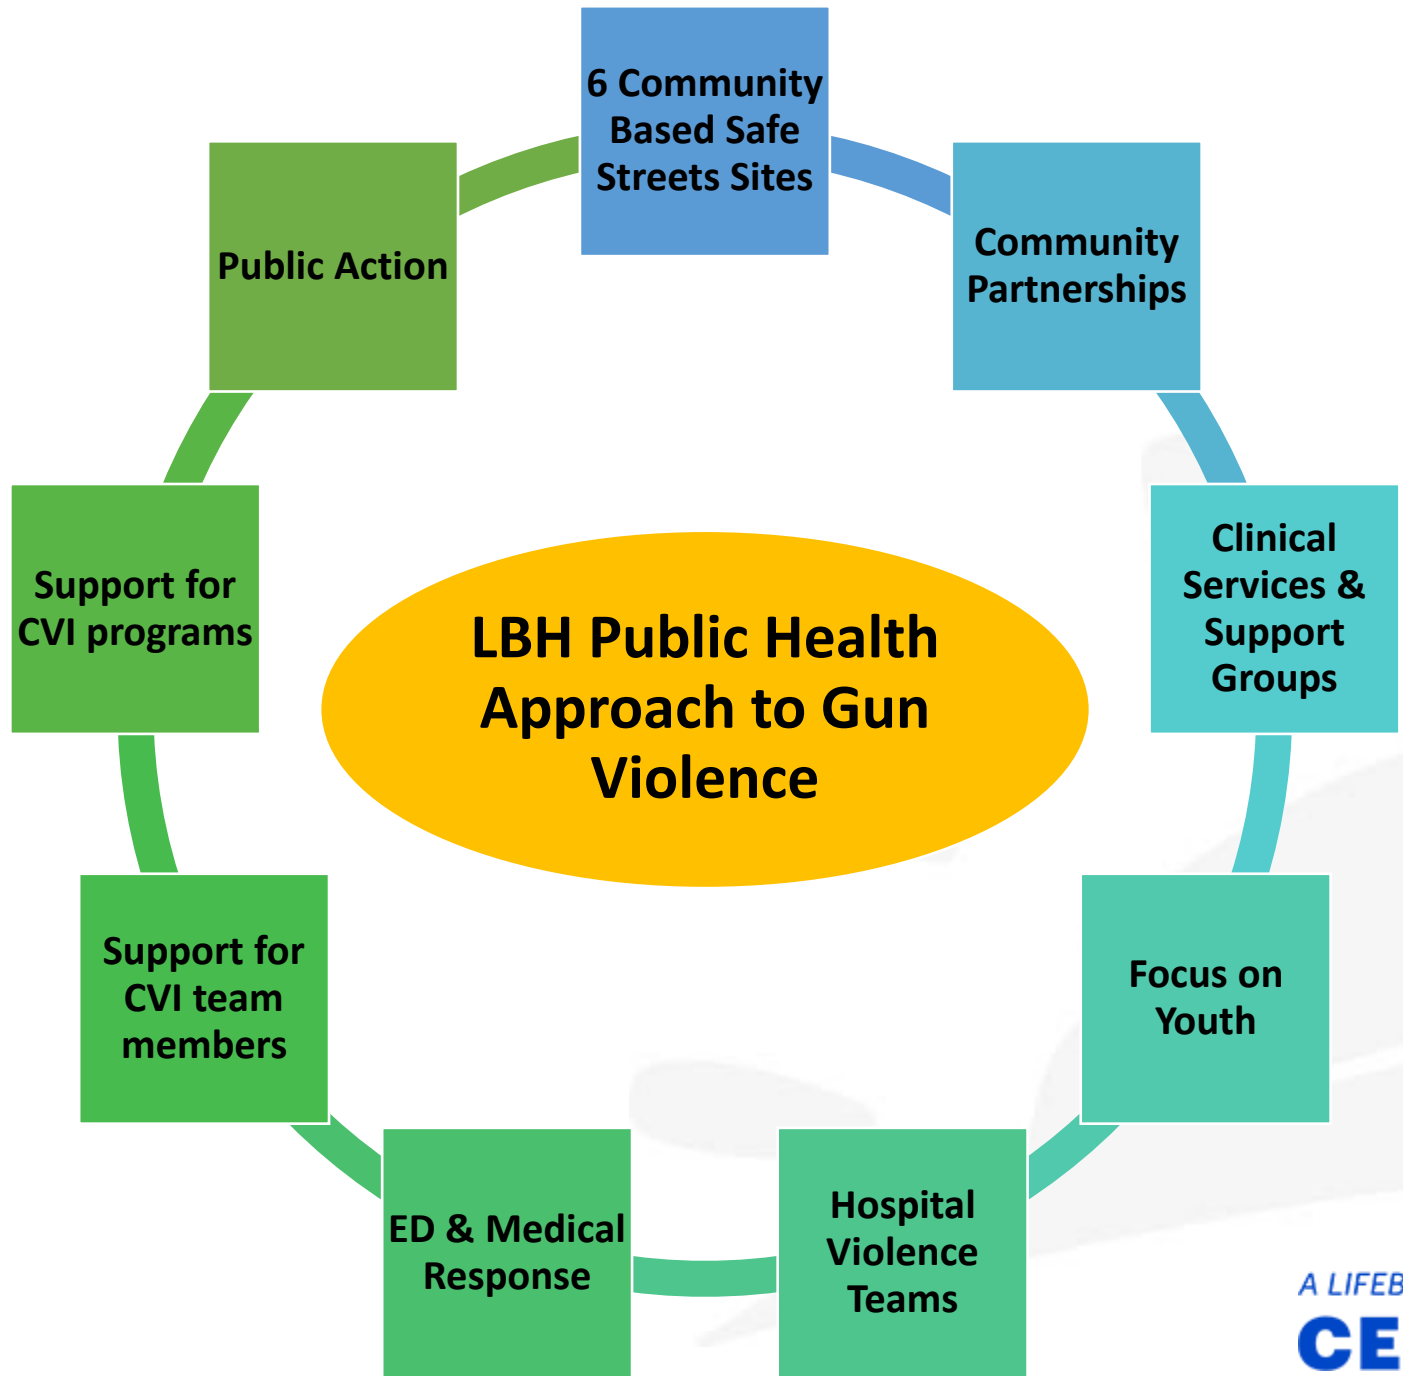 6 Community
Based Safe
Streets Sites
Community
Partnerships
Clinical
Services &
Support
Groups
Focus on
Youth
Hospital
Violence
Teams
ED & Medical
Response
Support for
CVI team
members
Support for
CVI programs
Public Action
LBH Public Health
Approach to Gun
Violence
A LIFEB
CE